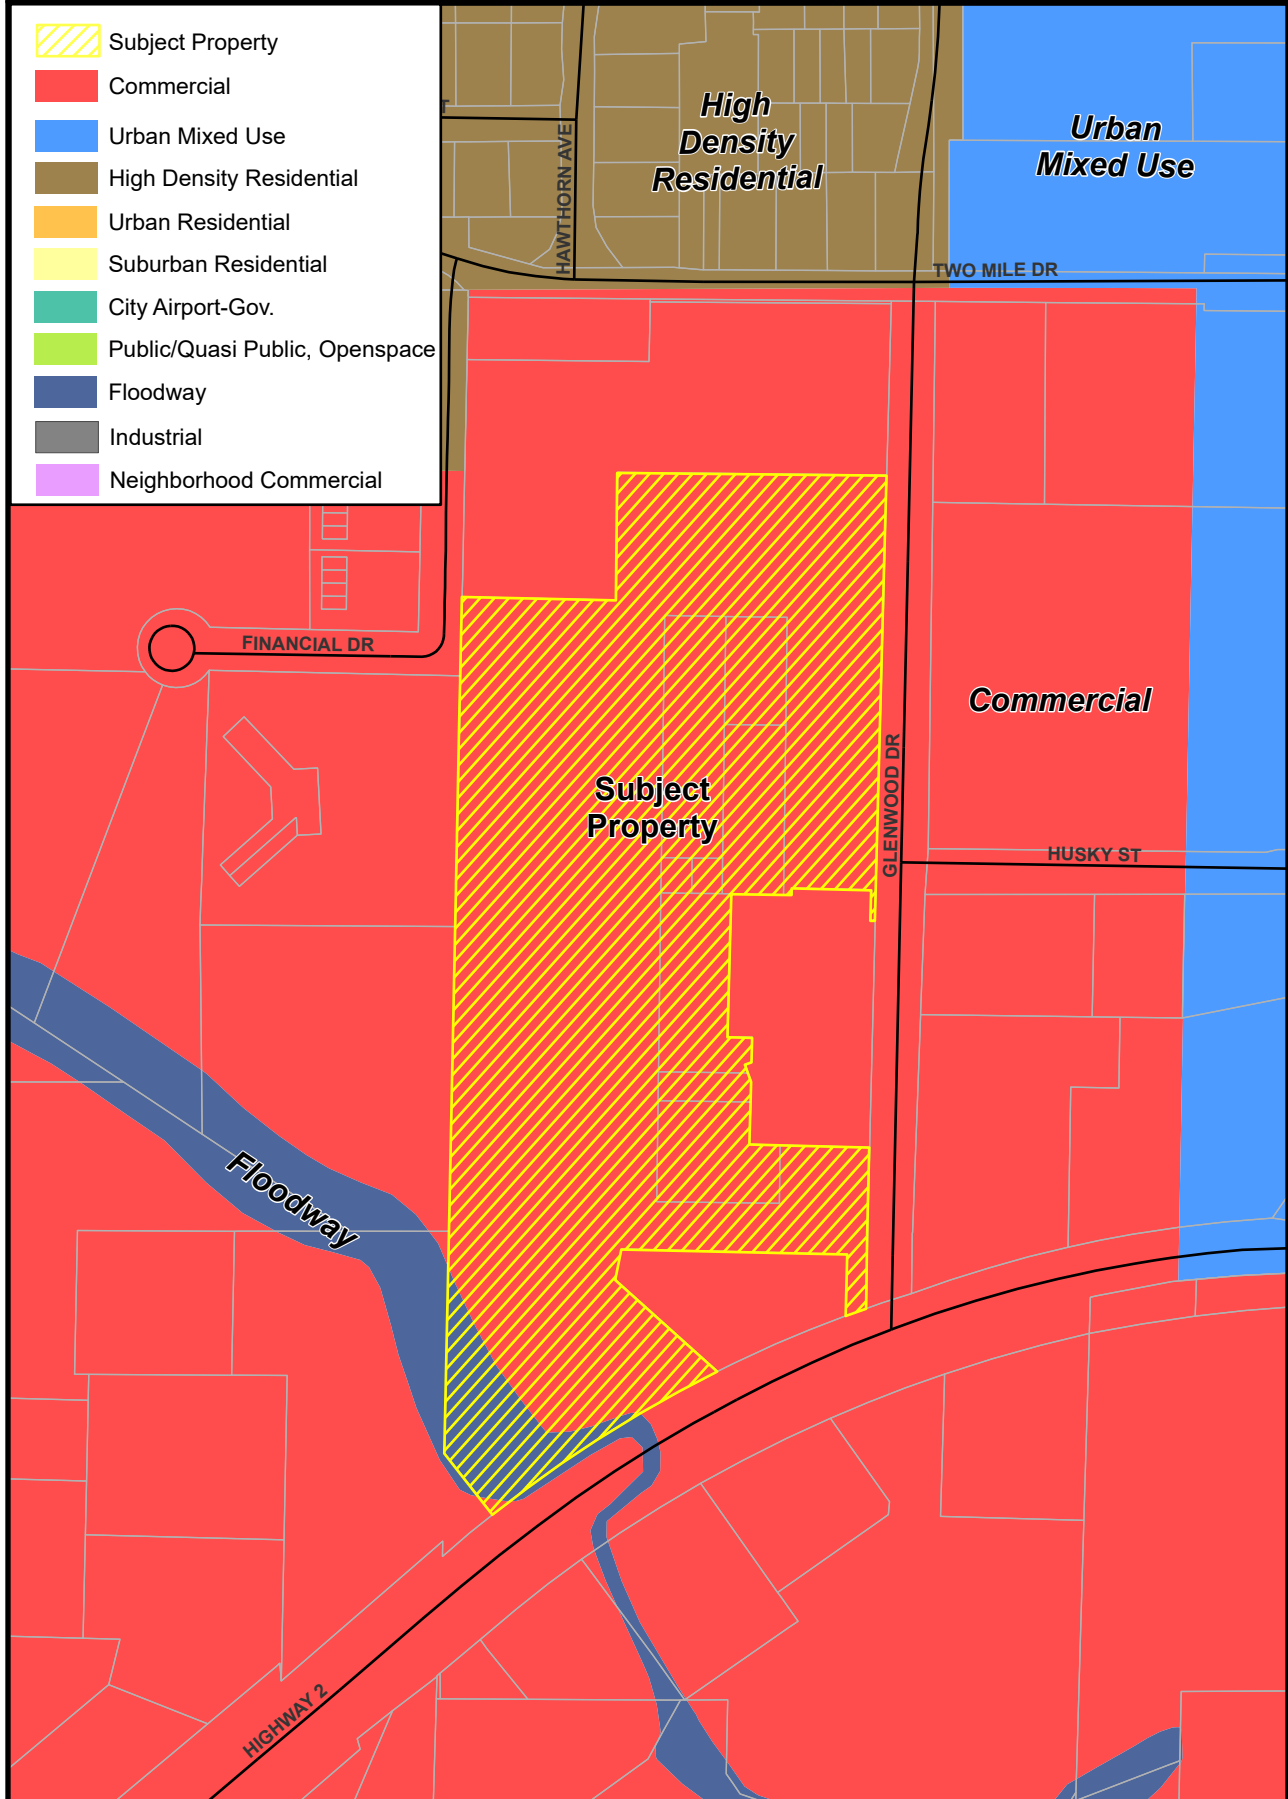 Subject Property
Commercial
Urban Mixed Use
High Density Residential
Urban Residential
Suburban Residential
City Airport-Gov.
Public/Quasi Public, Openspace
Floodway
Industrial
Neighborhood Commercial
T
HAWTHORN AVE
High
Density
Residential
Urban
Mixed Use
TWO MILE DR
FINANCIAL DR
Commercial
Subject
Property
GLENWOOD DR
HUSKY ST
Floodway
HIGHWAY 2